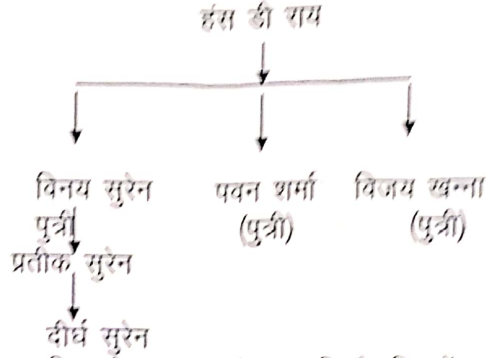 हंस डी राय
विनय सुरेन पवन शर्मा विजय खन्ना
पुत्री (पुत्री) (पुत्री)
प्रतीक सुरेन
दीर्घ सुरेन